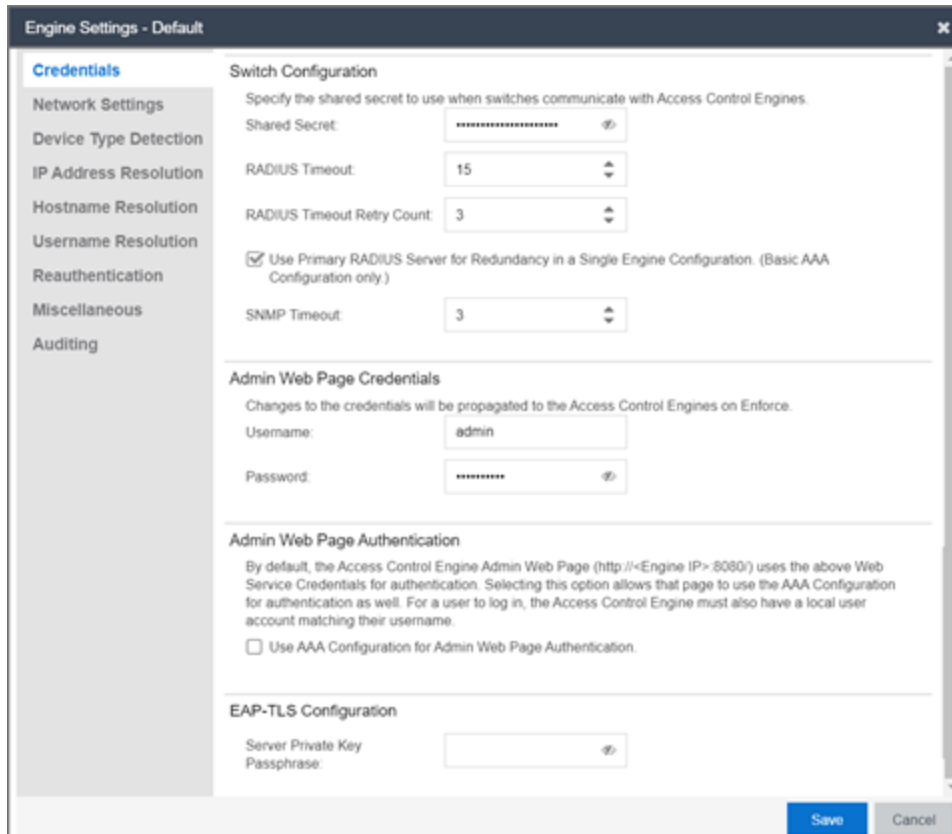 Engine Settings - Default
Credentials
Network Settings
Device Type Detection
IP Address Resolution
Hostname Resolution
Username Resolution
Reauthentication
Miscellaneous
Auditing
Switch Configuration
Specify the shared secret to use when switches communicate with Access Control Engines.
Shared Secret:
RADIUS Timeout: 15
RADIUS Timeout Retry Count: 3
Use Primary RADIUS Server for Redundancy in a Single Engine Configuration. (Basic AAA
Configuration only.)
SNMP Timeout: 3
Admin Web Page Credentials
Changes to the credentials will be propagated to the Access Control Engines on Enforce.
Username: admin
Password:
Admin Web Page Authentication
By default, the Access Control Engine Admin Web Page (http://<Engine IP>:8080/) uses the above Web
Service Credentials for authentication. Selecting this option allows that page to use the AAA Configuration
for authentication as well. For a user to log in, the Access Control Engine must also have a local user
account matching their username.
Use AAA Configuration for Admin Web Page Authentication.
EAP-TLS Configuration
Server Private Key
Passphrase:
Save Cancel